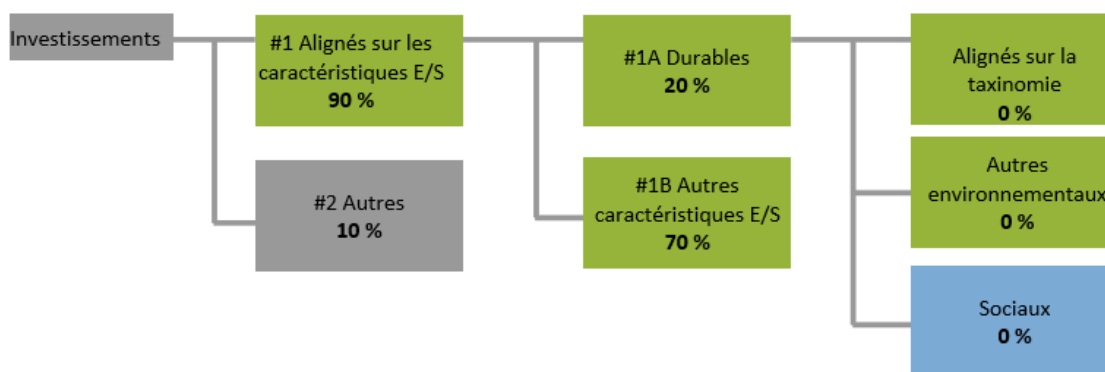 Investissements
#1 Alignés sur les
caractéristiques E/S
90 %
#2 Autres
10 %
#1A Durables
20 %
#1B Autres
caractéristiques E/S
70 %
Alignés sur la
taxinomie
0 %
Autres
environnementaux
0 %
Sociaux
0 %